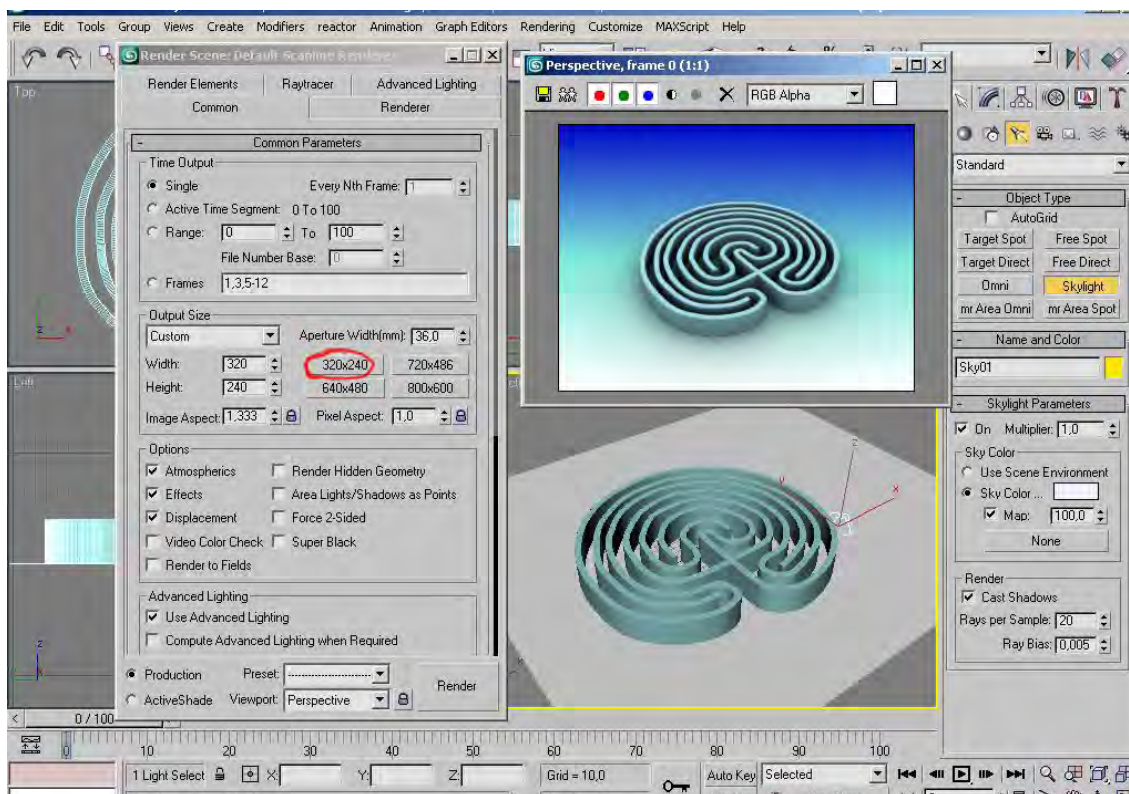 File Edit Tools Group Views Create Modifiers reactor Animation Graph Editors Rendering Customize MAXScript Help
Top
Left
Render Scene: Default Scanline Renderer
Render Elements Raytracer Advanced Lighting
Common Renderer
- Common Parameters
Time Output
Single Every Nth Frame: 1
Active Time Segment: 0 To 100
Range: 0 To 100
File Number Base: 0
Frames 1,3,5-12
Output Size
Custom Aperture Width(mm): 36,0
Width: 320 320x240 720x486
Height: 240 640x480 800x600
Image Aspect: 1,333 Pixel Aspect: 1,0
Options
Atmospherics Render Hidden Geometry
Effects Area Lights/Shadows as Points
Displacement Force 2-Sided
Video Color Check Super Black
Render to Fields
Advanced Lighting
Use Advanced Lighting
Compute Advanced Lighting when Required
Production Preset: -----------------------
ActiveShade Viewport: Perspective Render
Perspective, frame 0 (1:1)
RGB Alpha
z
x
y
Standard
- Object Type
AutoGrid
Target Spot Free Spot
Target Direct Free Direct
Omni Skylight
mr Area Omni mr Area Spot
- Name and Color
Sky01
- Skylight Parameters
On Multiplier: 1,0
Sky Color
Use Scene Environment
Sky Color ...
Map: 100,0
None
Render
Cast Shadows
Rays per Sample: 20
Ray Bias: 0,005
< 0 / 100
0 10 20 30 40 50 60 70 80 90 100
1 Light Select X: Y: Z: Grid = 10,0 Auto Key Selected